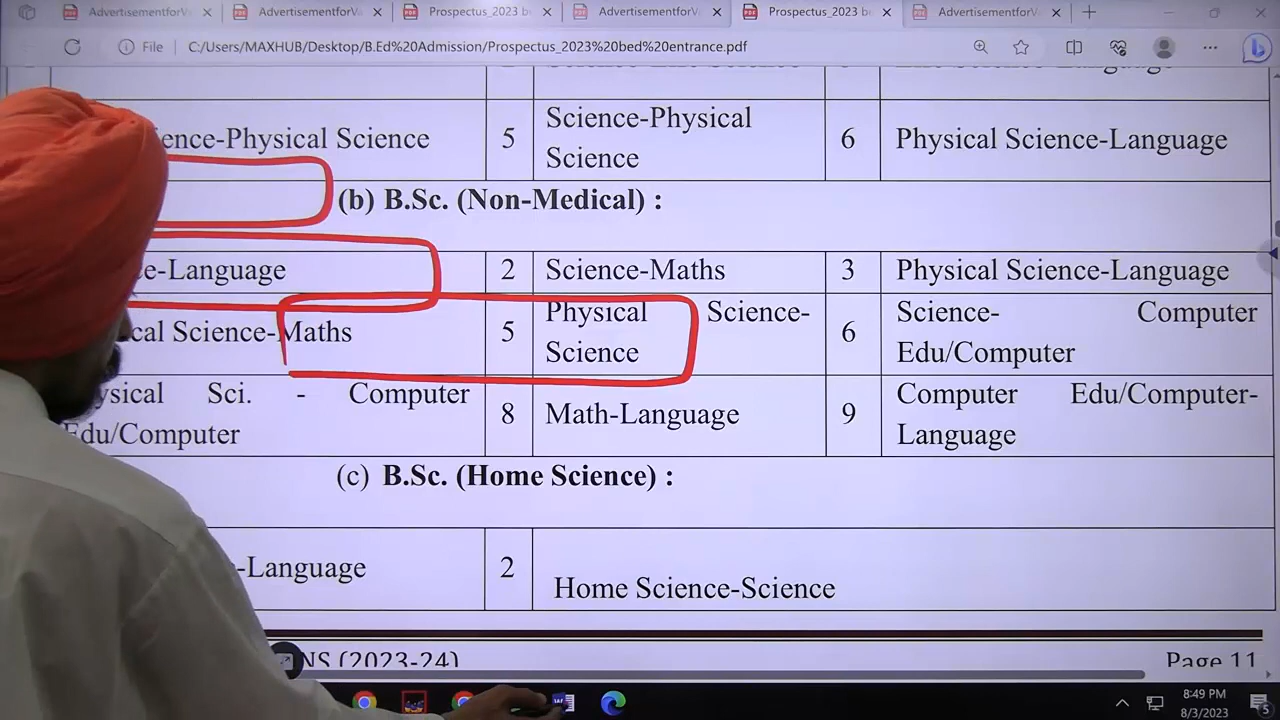 AdvertisementforV
AdvertisementforV
Prospectus_2023 b
AdvertisementforV
Prospectus_2023 b
AdvertisementforV
File
C:/Users/MAXHUB/Desktop/B.Ed%20Admission/Prospectus_2023%20bed%20entrance.pdf
ence-Physical Science
5
Science-Physical
Science
6
Physical Science-Language
(b) B.Sc. (Non-Medical) :
ce-Language
2
Science-Maths
3
Physical Science-Language
cal Science-Maths
5
Physical Science-
Science
6
Science- Computer
Edu/Computer
ysical Sci. - Computer
Edu/Computer
8
Math-Language
9
Computer Edu/Computer-
Language
(c) B.Sc. (Home Science) :
-Language
2
Home Science-Science
NS (2023-24)
Page 11
8:49 PM
8/3/2023
5